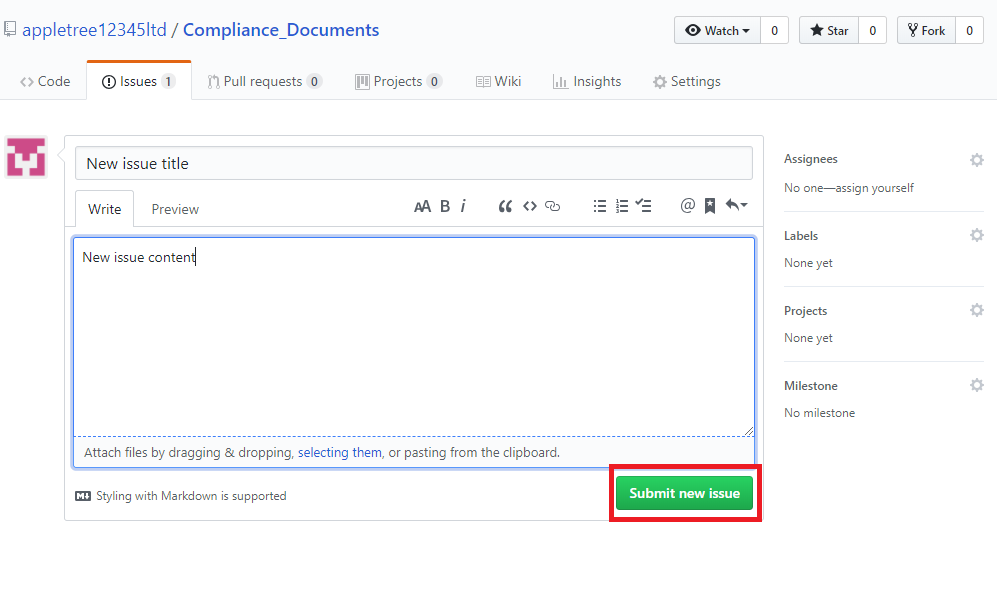 appletree12345ltd / Compliance_Documents
Watch 0 Star 0 Fork 0
Code Issues 1 Pull requests 0 Projects 0 Wiki Insights Settings
New issue title
Write Preview
AA B i “ <> @
New issue content
Attach files by dragging & dropping, selecting them, or pasting from the clipboard.
Styling with Markdown is supported
Submit new issue
Assignees
No one—assign yourself
Labels
None yet
Projects
None yet
Milestone
No milestone